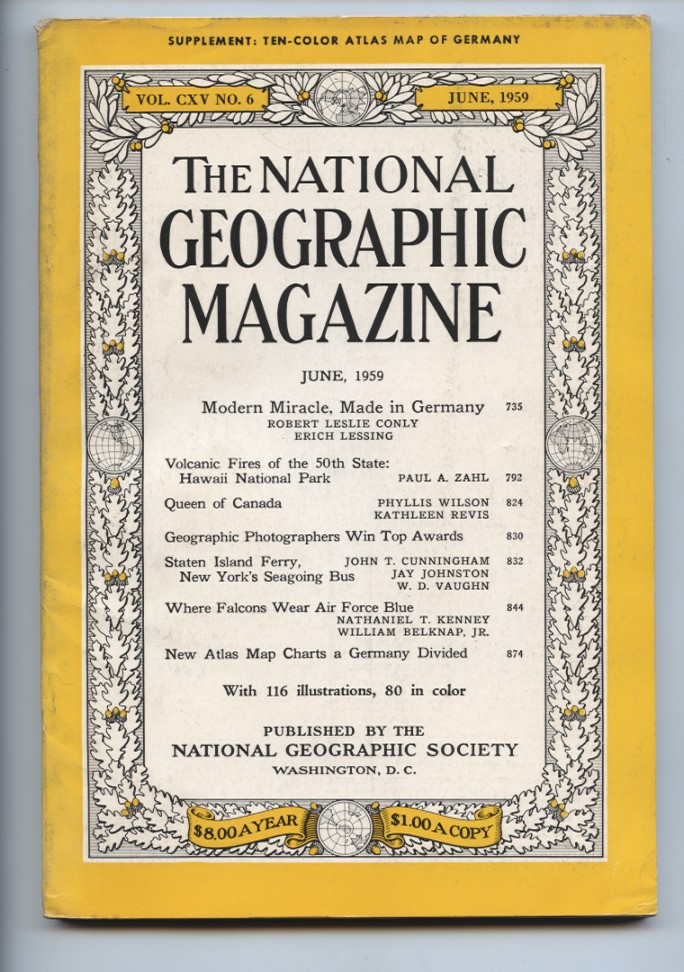 SUPPLEMENT: TEN-COLOR ATLAS MAP OF GERMANY
VOL. CXV NO. 6
JUNE, 1959
THE NATIONAL
GEOGRAPHIC
MAGAZINE
JUNE, 1959
Modern Miracle, Made in Germany 735
ROBERT LESLIE CONLY
ERICH LESSING
Volcanic Fires of the 50th State:
Hawaii National Park PAUL A. ZAHL 792
Queen of Canada PHYLLIS WILSON 824
KATHLEEN REVIS
Geographic Photographers Win Top Awards 830
Staten Island Ferry, JOHN T. CUNNINGHAM 832
New York's Seagoing Bus JAY JOHNSTON
W. D. VAUGHN
Where Falcons Wear Air Force Blue 844
NATHANIEL T. KENNEY
WILLIAM BELKNAP, JR.
New Atlas Map Charts a Germany Divided 874
With 116 illustrations, 80 in color
PUBLISHED BY THE
NATIONAL GEOGRAPHIC SOCIETY
WASHINGTON, D. C.
$8.00 A YEAR
$1.00 A COPY